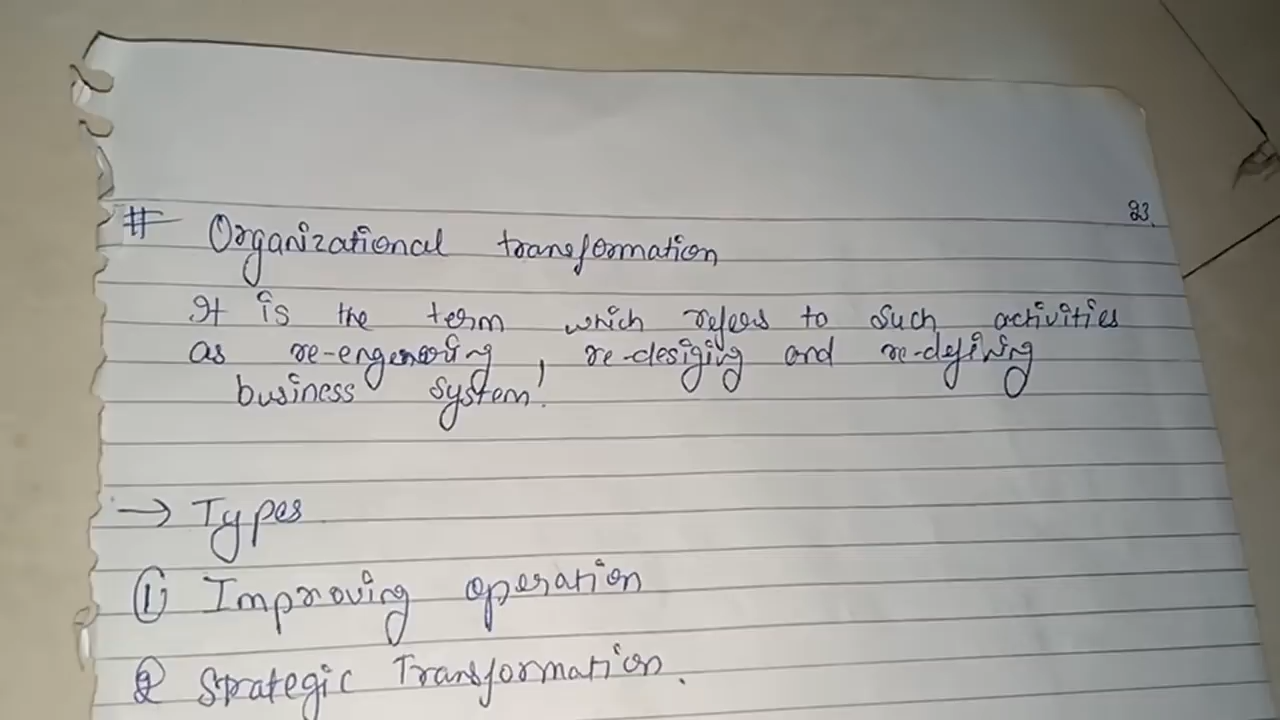 23.
# Organizational transformation
It is the term which refers to such activities
as re-engenering, re-desiging and re-defining
business system.
→ Types
① Improving operation
② Strategic Transformation.